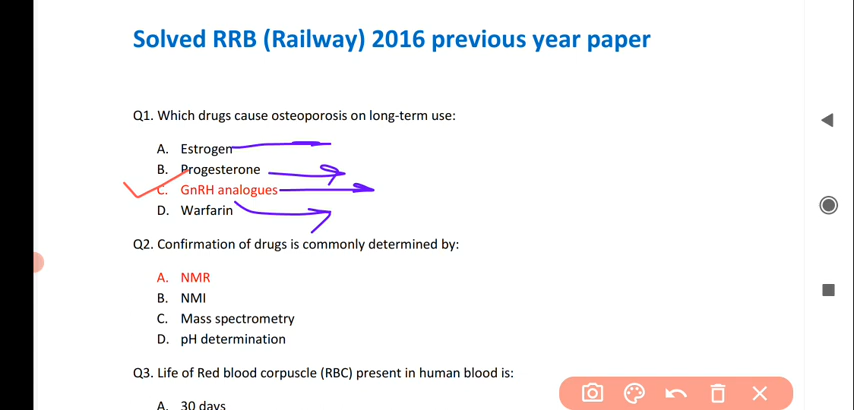 Solved RRB (Railway) 2016 previous year paper
Q1. Which drugs cause osteoporosis on long-term use:
A. Estrogen
B. Progesterone
C. GnRH analogues
D. Warfarin
Q2. Confirmation of drugs is commonly determined by:
A. NMR
B. NMI
C. Mass spectrometry
D. pH determination
Q3. Life of Red blood corpuscle (RBC) present in human blood is:
A. 30 days